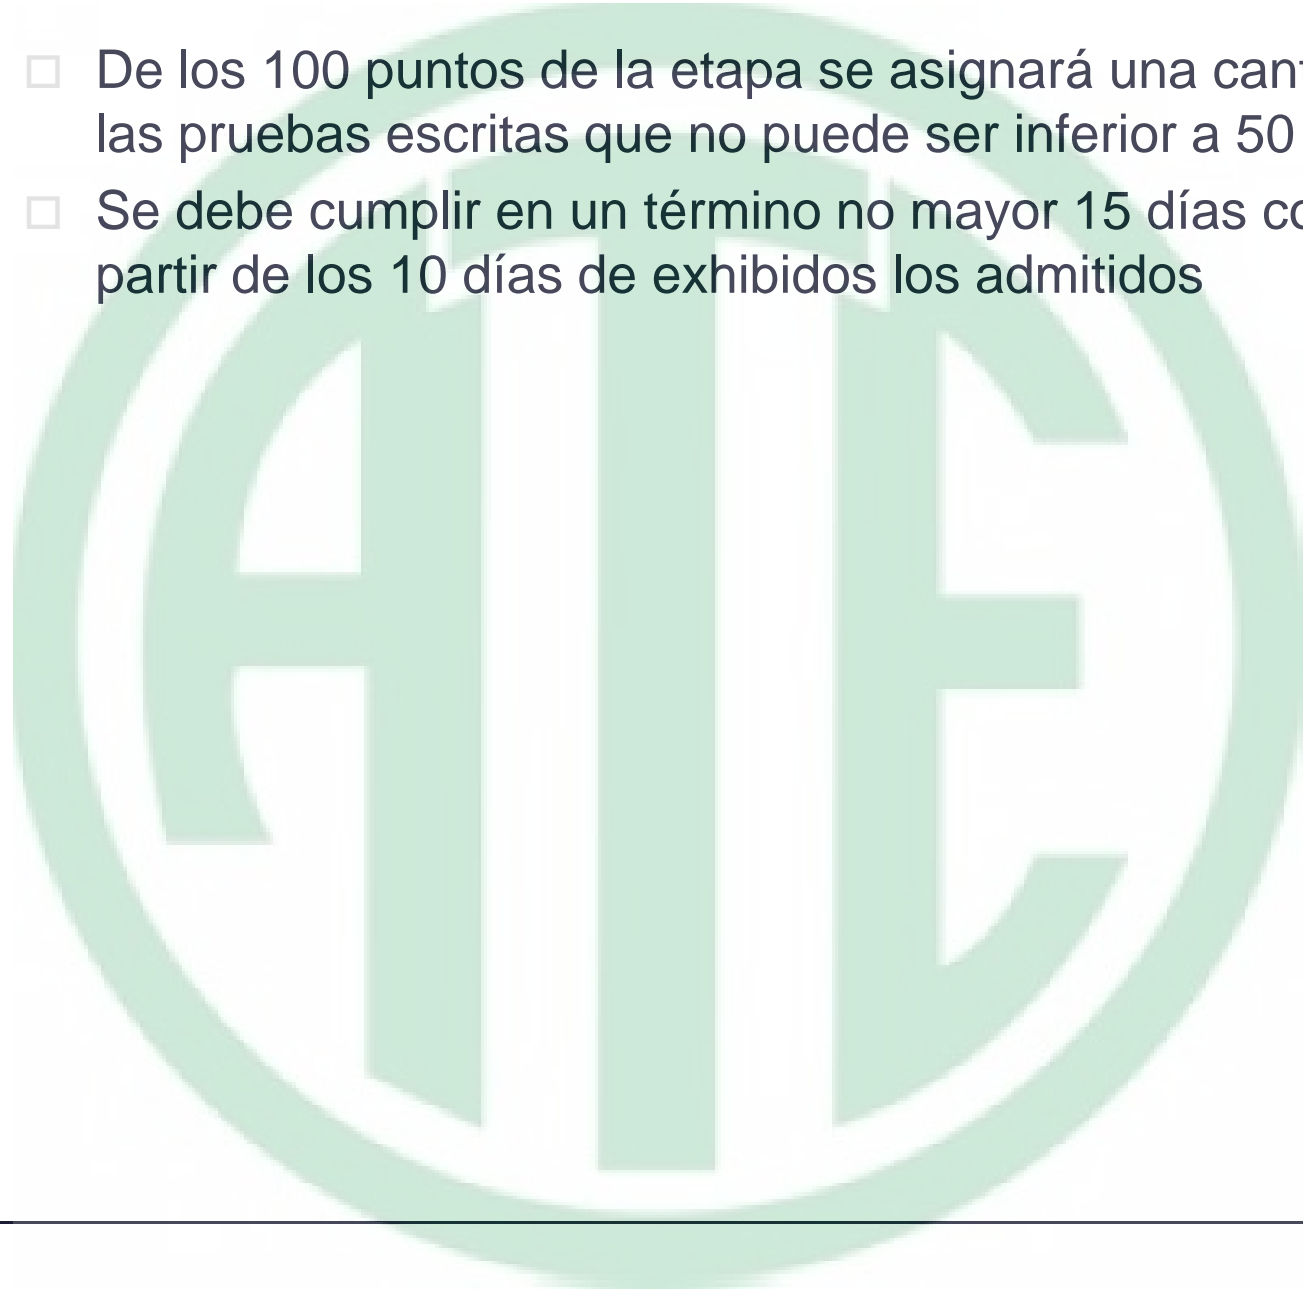 De los 100 puntos de la etapa se asignará una
las pruebas escritas que no puede ser inferior a 50
Se debe cumplir en un término no mayor 15 días
partir de los 10 días de exhibidos los admitidos
ATE